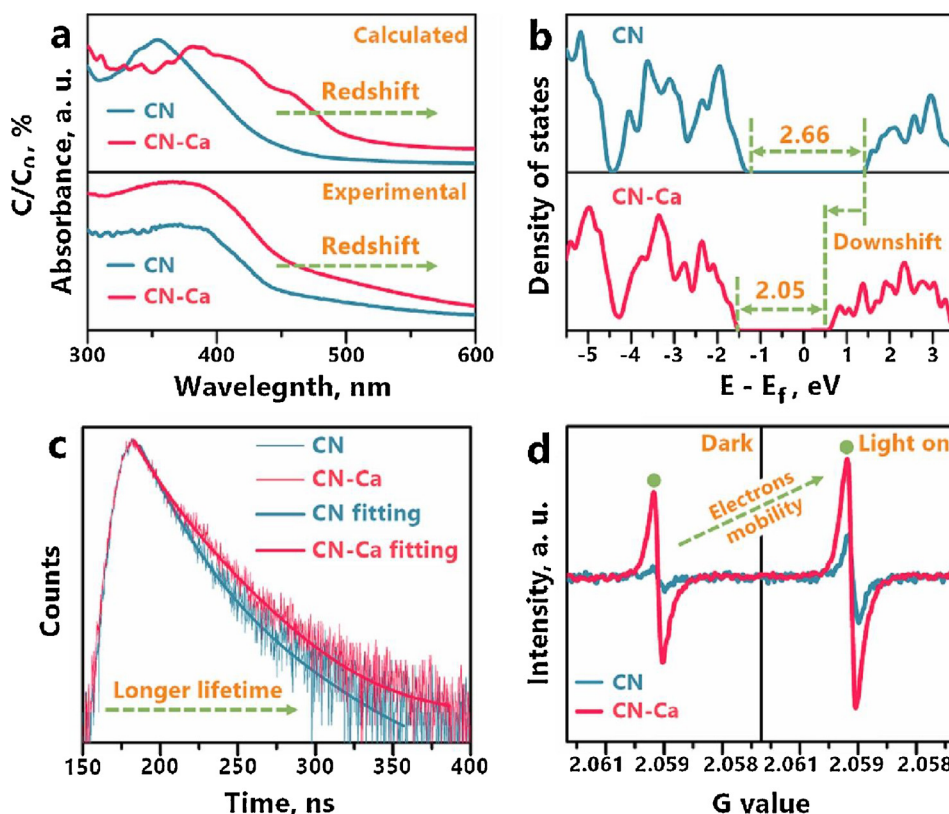 a
Calculated
C/Cₙ, %
Absorbance, a. u.
Redshift
CN
CN-Ca
Experimental
Redshift
CN
CN-Ca
300 400 500 600
Wavelegnth, nm
b
CN
2.66
Density of states
CN-Ca
Downshift
2.05
-5 -4 -3 -2 -1 0 1 2 3
E - Ef , eV
c
CN
CN-Ca
CN fitting
CN-Ca fitting
Counts
Longer lifetime
150 200 250 300 350 400
Time, ns
d
Dark
Light on
Electrons
mobility
Intensity, a. u.
CN
CN-Ca
2.061 2.059 2.058 2.061 2.059 2.058
G value